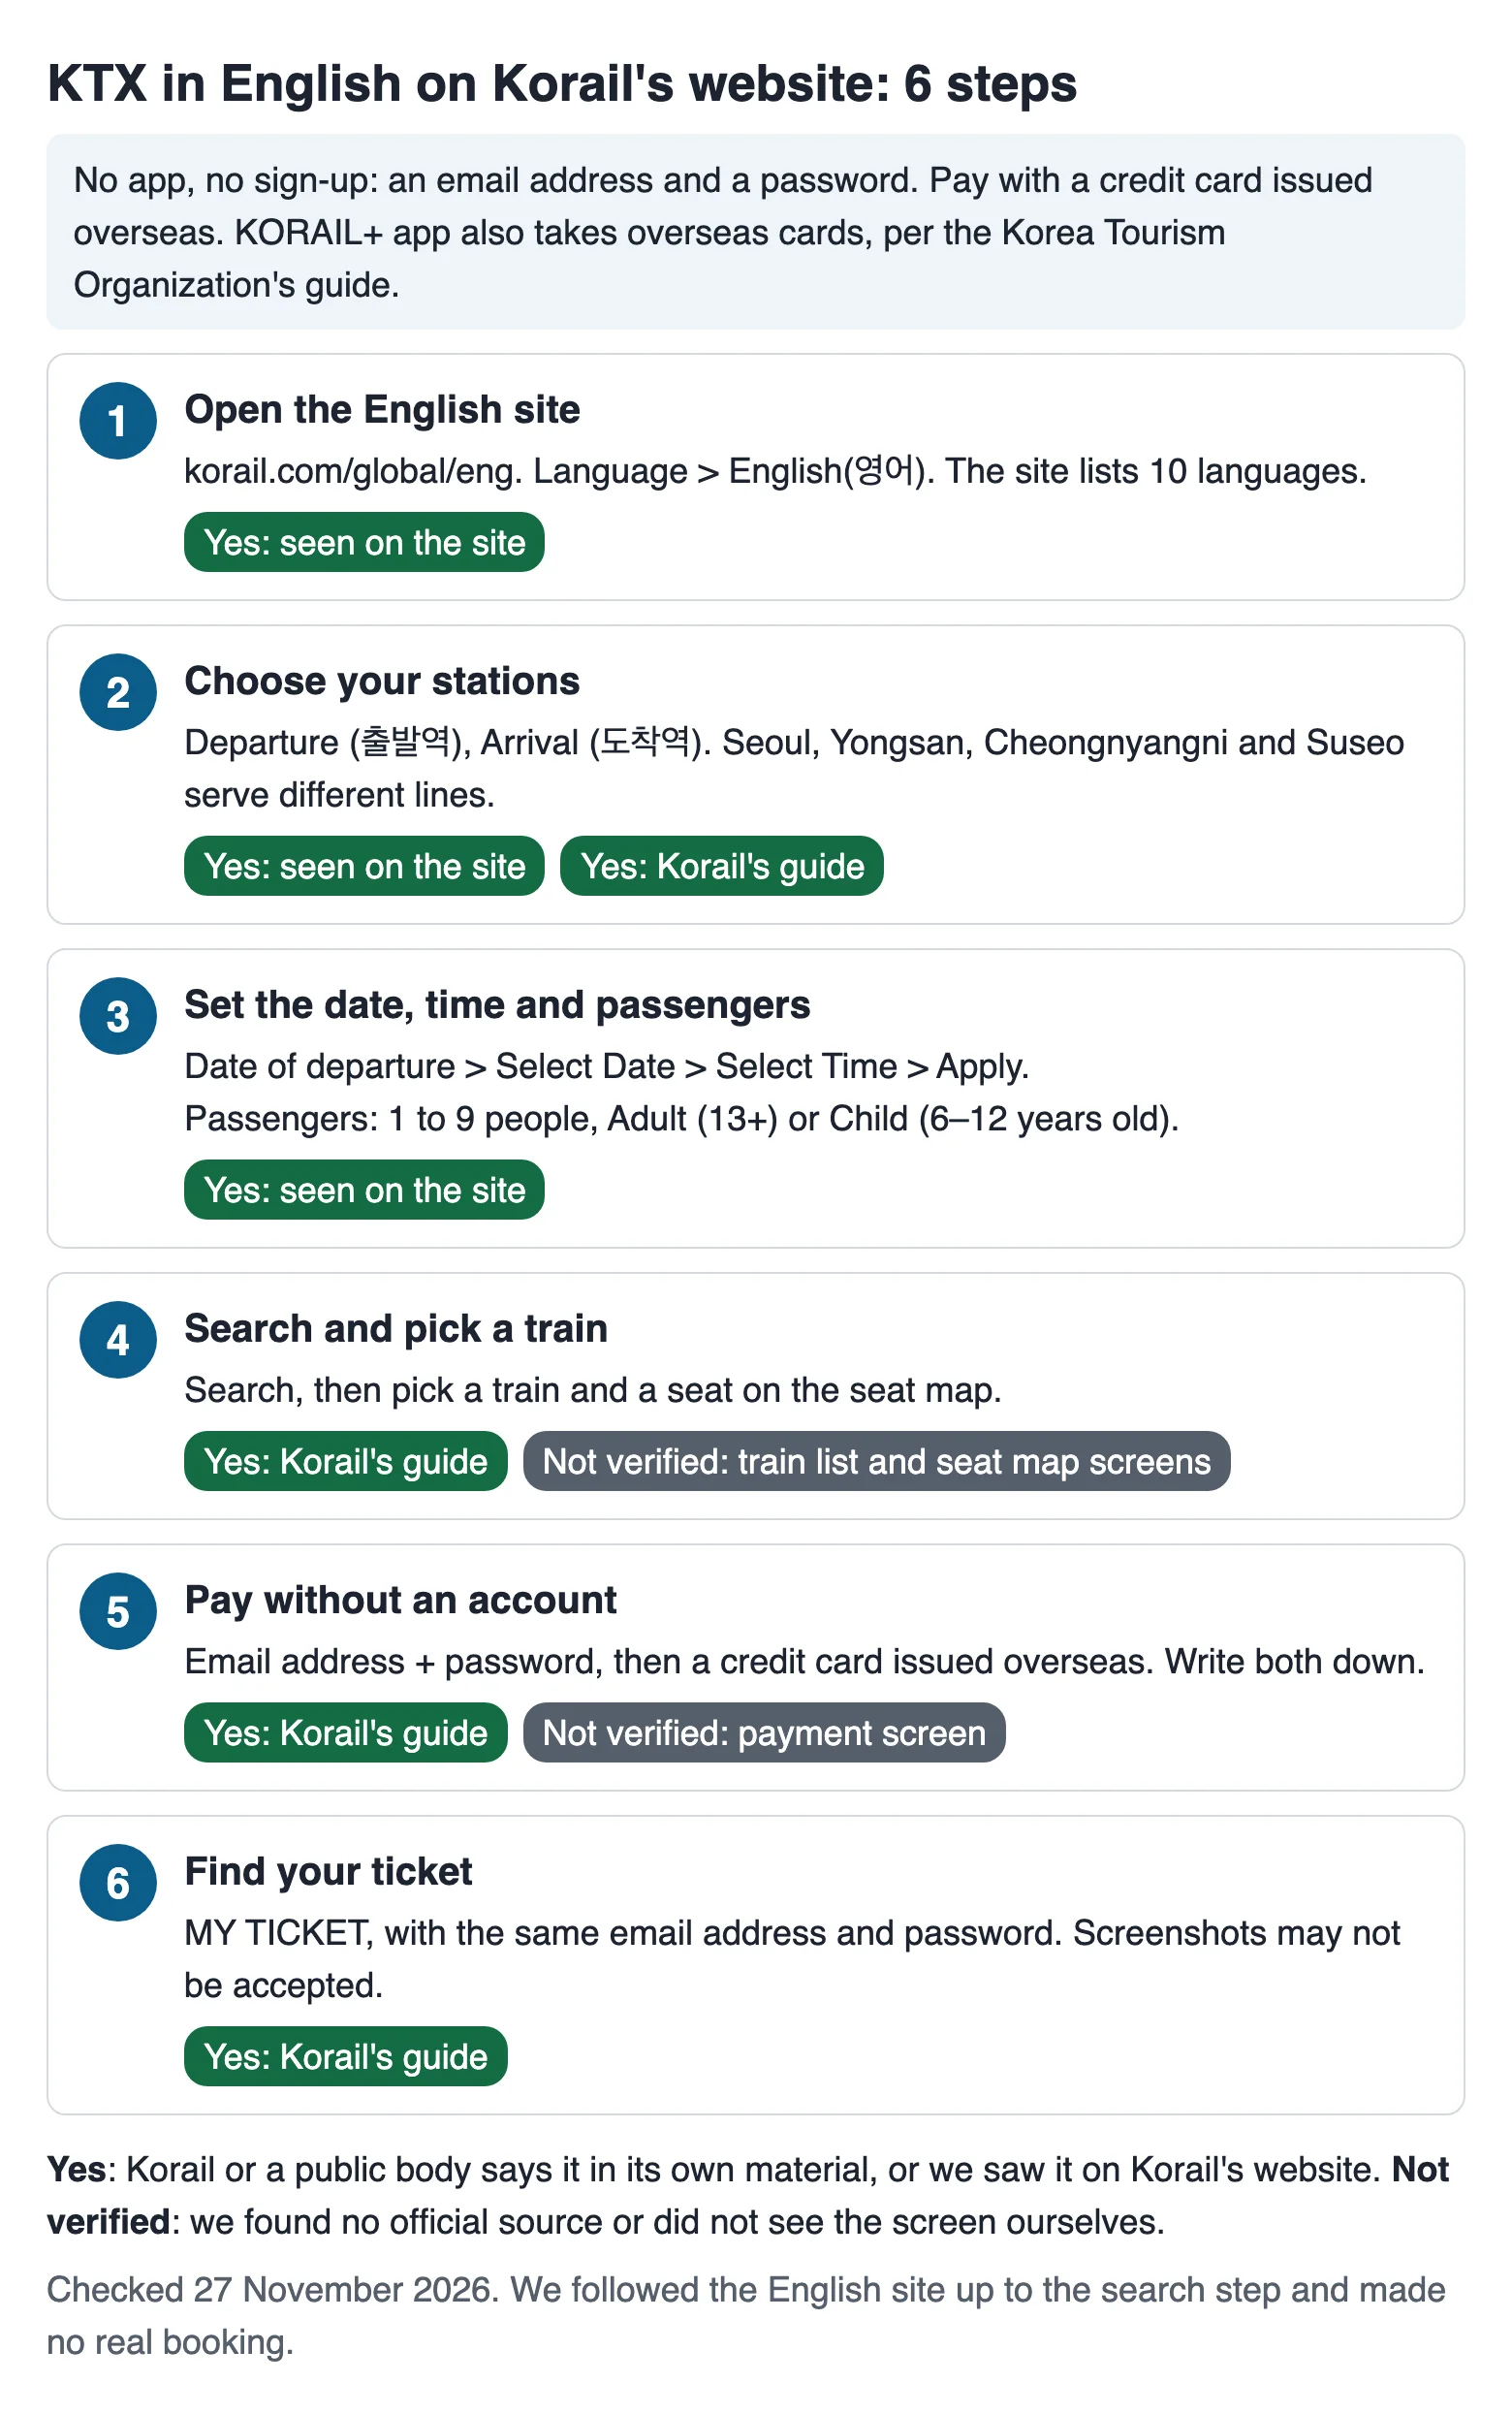 KTX in English on Korail's website: 6 steps
No app, no sign-up: an email address and a password. Pay with a credit card issued
overseas. KORAIL+ app also takes overseas cards, per the Korea Tourism
Organization's guide.
1
Open the English site
korail.com/global/eng. Language > English(영어). The site lists 10 languages.
Yes: seen on the site
2
Choose your stations
Departure (출발역), Arrival (도착역). Seoul, Yongsan, Cheongnyangni and Suseo
serve different lines.
Yes: seen on the site
Yes: Korail's guide
3
Set the date, time and passengers
Date of departure > Select Date > Select Time > Apply.
Passengers: 1 to 9 people, Adult (13+) or Child (6–12 years old).
Yes: seen on the site
4
Search and pick a train
Search, then pick a train and a seat on the seat map.
Yes: Korail's guide
Not verified: train list and seat map screens
5
Pay without an account
Email address + password, then a credit card issued overseas. Write both down.
Yes: Korail's guide
Not verified: payment screen
6
Find your ticket
MY TICKET, with the same email address and password. Screenshots may not
be accepted.
Yes: Korail's guide
Yes: Korail or a public body says it in its own material, or we saw it on Korail's website. Not
verified: we found no official source or did not see the screen ourselves.
Checked 27 November 2026. We followed the English site up to the search step and made
no real booking.